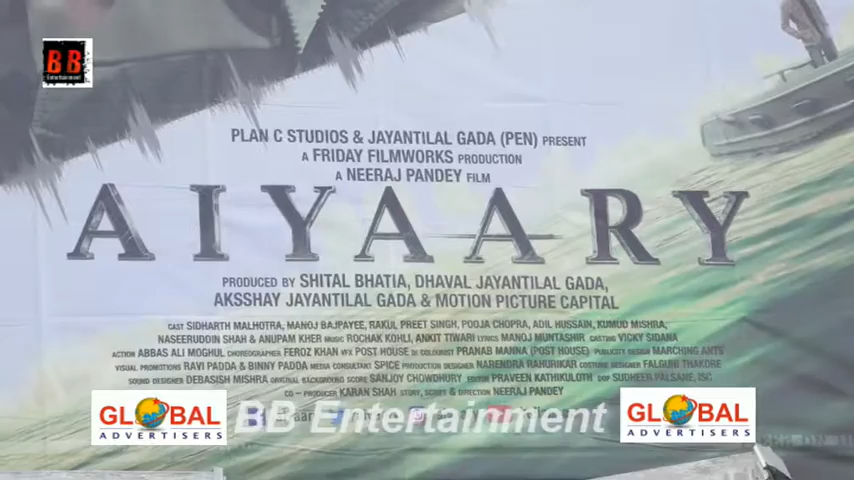 BB
Entertainment
PLAN C STUDIOS & JAYANTILAL GADA (PEN) PRESENT
A FRIDAY FILMWORKS PRODUCTION
A NEERAJ PANDEY FILM
AIYAARY
PRODUCED BY SHITAL BHATIA, DHAVAL JAYANTILAL GADA,
AKSSHAY JAYANTILAL GADA & MOTION PICTURE CAPITAL
CAST SIDHARTH MALHOTRA, MANOJ BAJPAYEE, RAKUL PREET SINGH, POOJA CHOPRA, ADIL HUSSAIN, KUMUD MISHRA,
NASEERUDDIN SHAH & ANUPAM KHER MUSIC ROCHAK KOHLI, ANKIT TIWARI LYRICS MANOJ MUNTASHIR CASTING VICKY SIDANA
ACTION ABBAS ALI MOGHUL CHOREOGRAPHER FEROZ KHAN VFX POST HOUSE DI COLOURIST PRANAB MANNA (POST HOUSE) PUBLICITY DESIGN MARCHING ANTS
VISUAL PROMOTIONS RAVI PADDA & BINNY PADDA MEDIA CONSULTANT SPICE PRODUCTION DESIGNER NARENDRA RAHURIKAR COSTUME DESIGNER FALGUNI THAKORE
SOUND DESIGNER DEBASISH MISHRA ORIGINAL BACKGROUND SCORE SANJOY CHOWDHURY EDITOR PRAVEEN KATHIKULOTH DOP SUDHEER PALSANE, ISC
CO - PRODUCER KARAN SHAH STORY, SCRIPT & DIRECTION NEERAJ PANDEY
GLOBAL
ADVERTISERS
BB Entertainment
GLOBAL
ADVERTISERS